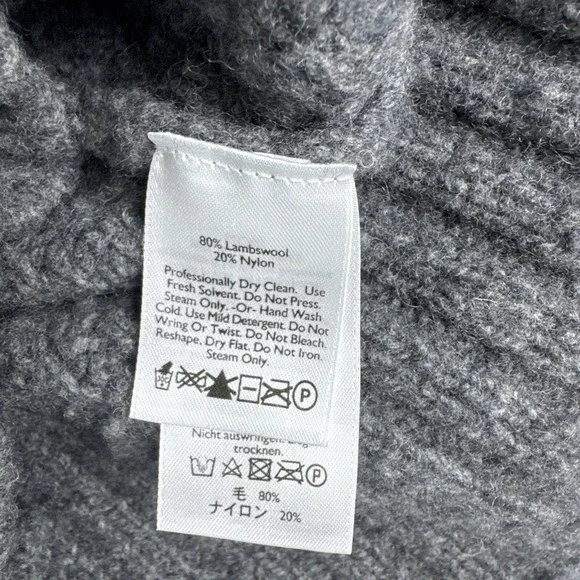 80% Lambswool
20% Nylon
Professionally Dry Clean. Use
Fresh Solvent. Do Not Press.
Steam Only. -Or- Hand Wash
Cold. Use Mild Detergent. Do Not
Wring Or Twist. Do Not Bleach.
Reshape. Dry Flat. Do Not Iron.
Steam Only.
P
Nicht auswringen.
trocknen.
P
毛 80%
ナイロン 20%